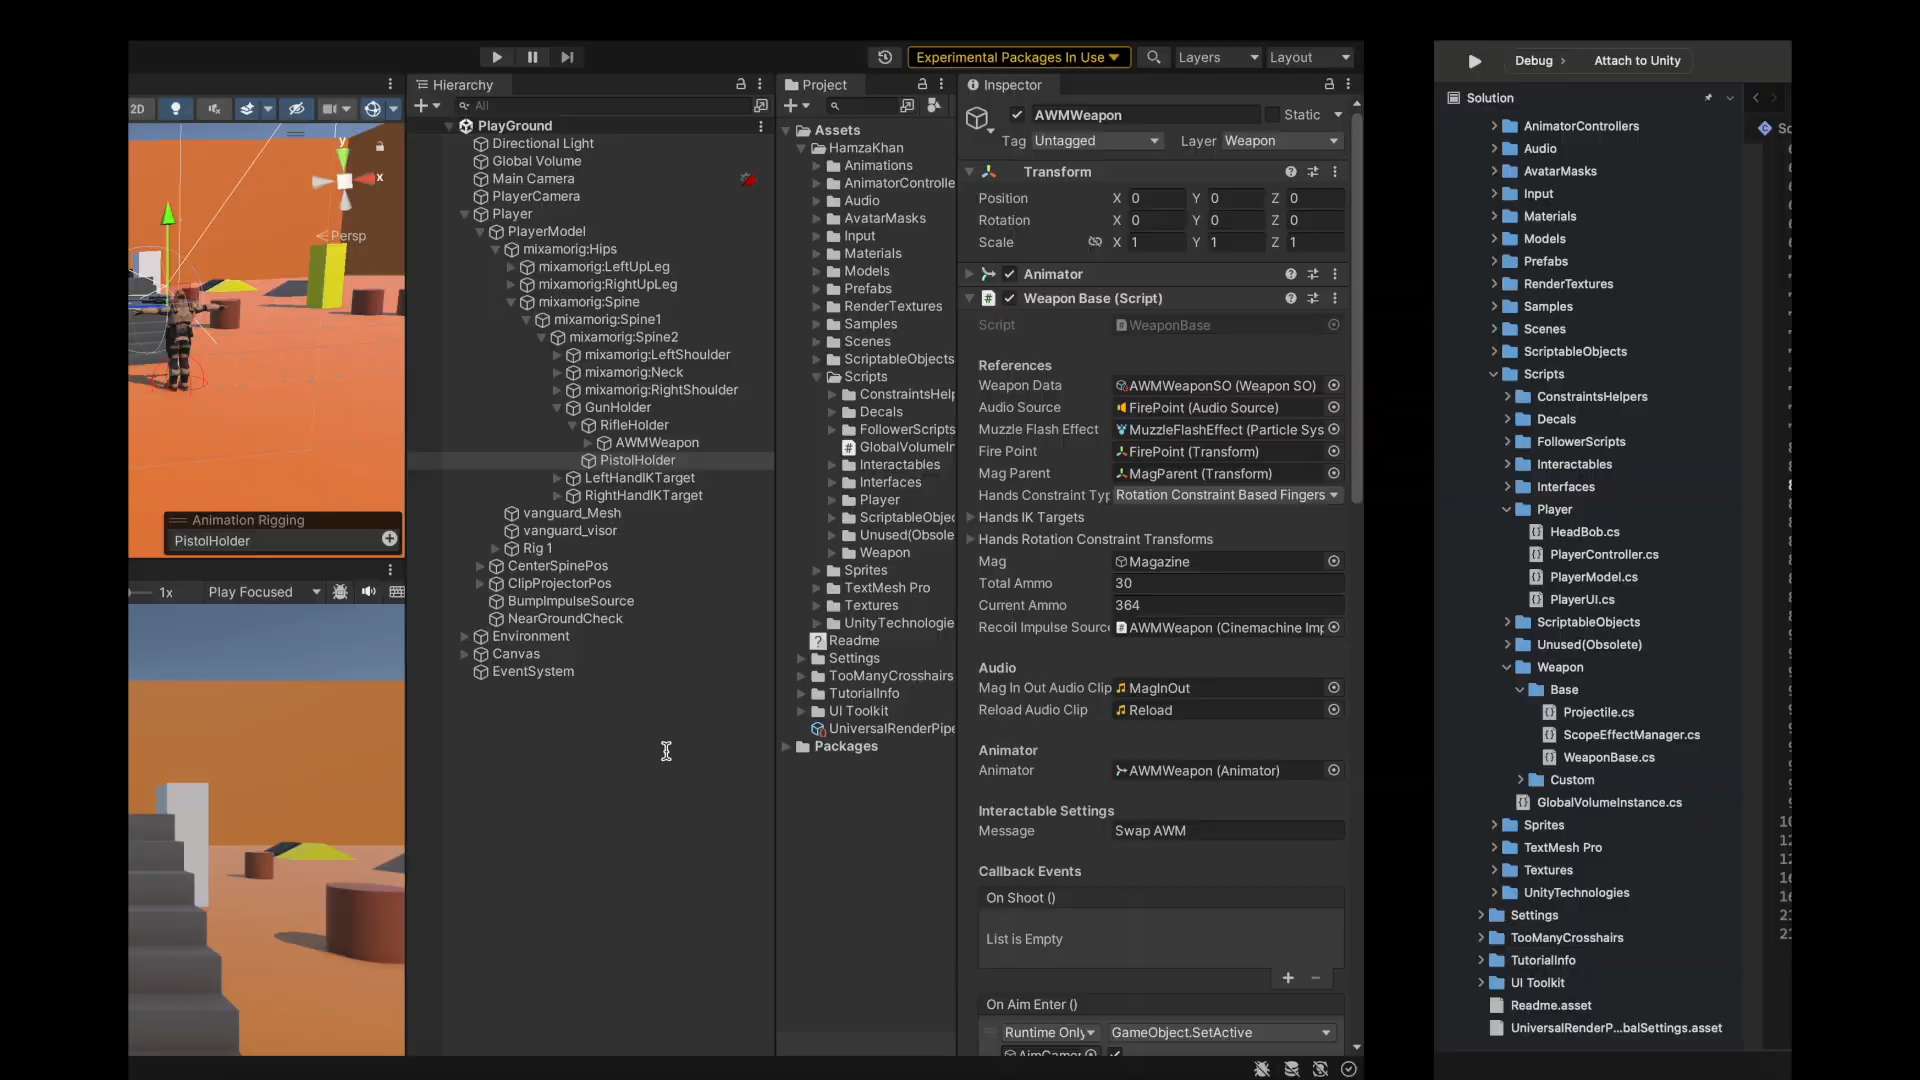 Experimental Packages In Use
Layers
Layout
2D
Persp
y
x
Animation Rigging
PistolHolder
1x
Play Focused
Hierarchy
All
PlayGround
Directional Light
Global Volume
Main Camera
PlayerCamera
Player
PlayerModel
mixamorig:Hips
mixamorig:LeftUpLeg
mixamorig:RightUpLeg
mixamorig:Spine
mixamorig:Spine1
mixamorig:Spine2
mixamorig:LeftShoulder
mixamorig:Neck
mixamorig:RightShoulder
GunHolder
RifleHolder
AWMWeapon
PistolHolder
LeftHandIKTarget
RightHandIKTarget
vanguard_Mesh
vanguard_visor
Rig 1
CenterSpinePos
ClipProjectorPos
BumpImpulseSource
NearGroundCheck
Environment
Canvas
EventSystem
Project
Assets
HamzaKhan
Animations
AnimatorControlle
Audio
AvatarMasks
Input
Materials
Models
Prefabs
RenderTextures
Samples
Scenes
ScriptableObjects
Scripts
ConstraintsHelp
Decals
FollowerScripts
GlobalVolumeIn
Interactables
Interfaces
Player
ScriptableObjec
Unused(Obsole
Weapon
Sprites
TextMesh Pro
Textures
UnityTechnologie
Readme
Settings
TooManyCrosshairs
TutorialInfo
UI Toolkit
UniversalRenderPipe
Packages
Inspector
AWMWeapon
Static
Tag Untagged
Layer Weapon
Transform
Position X 0 Y 0 Z 0
Rotation X 0 Y 0 Z 0
Scale X 1 Y 1 Z 1
Animator
Weapon Base (Script)
Script WeaponBase
References
Weapon Data AWMWeaponSO (Weapon SO)
Audio Source FirePoint (Audio Source)
Muzzle Flash Effect MuzzleFlashEffect (Particle Sys
Fire Point FirePoint (Transform)
Mag Parent MagParent (Transform)
Hands Constraint Typ Rotation Constraint Based Fingers
Hands IK Targets
Hands Rotation Constraint Transforms
Mag Magazine
Total Ammo 30
Current Ammo 364
Recoil Impulse Source AWMWeapon (Cinemachine Imp
Audio
Mag In Out Audio Clip MagInOut
Reload Audio Clip Reload
Animator
Animator AWMWeapon (Animator)
Interactable Settings
Message Swap AWM
Callback Events
On Shoot ()
List is Empty
On Aim Enter ()
Runtime Only GameObject.SetActive
Debug
Attach to Unity
Solution
AnimatorControllers
Audio
AvatarMasks
Input
Materials
Models
Prefabs
RenderTextures
Samples
Scenes
ScriptableObjects
Scripts
ConstraintsHelpers
Decals
FollowerScripts
Interactables
Interfaces
Player
HeadBob.cs
PlayerController.cs
PlayerModel.cs
PlayerUI.cs
ScriptableObjects
Unused(Obsolete)
Weapon
Base
Projectile.cs
ScopeEffectManager.cs
WeaponBase.cs
Custom
GlobalVolumeInstance.cs
Sprites
TextMesh Pro
Textures
UnityTechnologies
Settings
TooManyCrosshairs
TutorialInfo
UI Toolkit
Readme.asset
UniversalRenderP...balSettings.asset